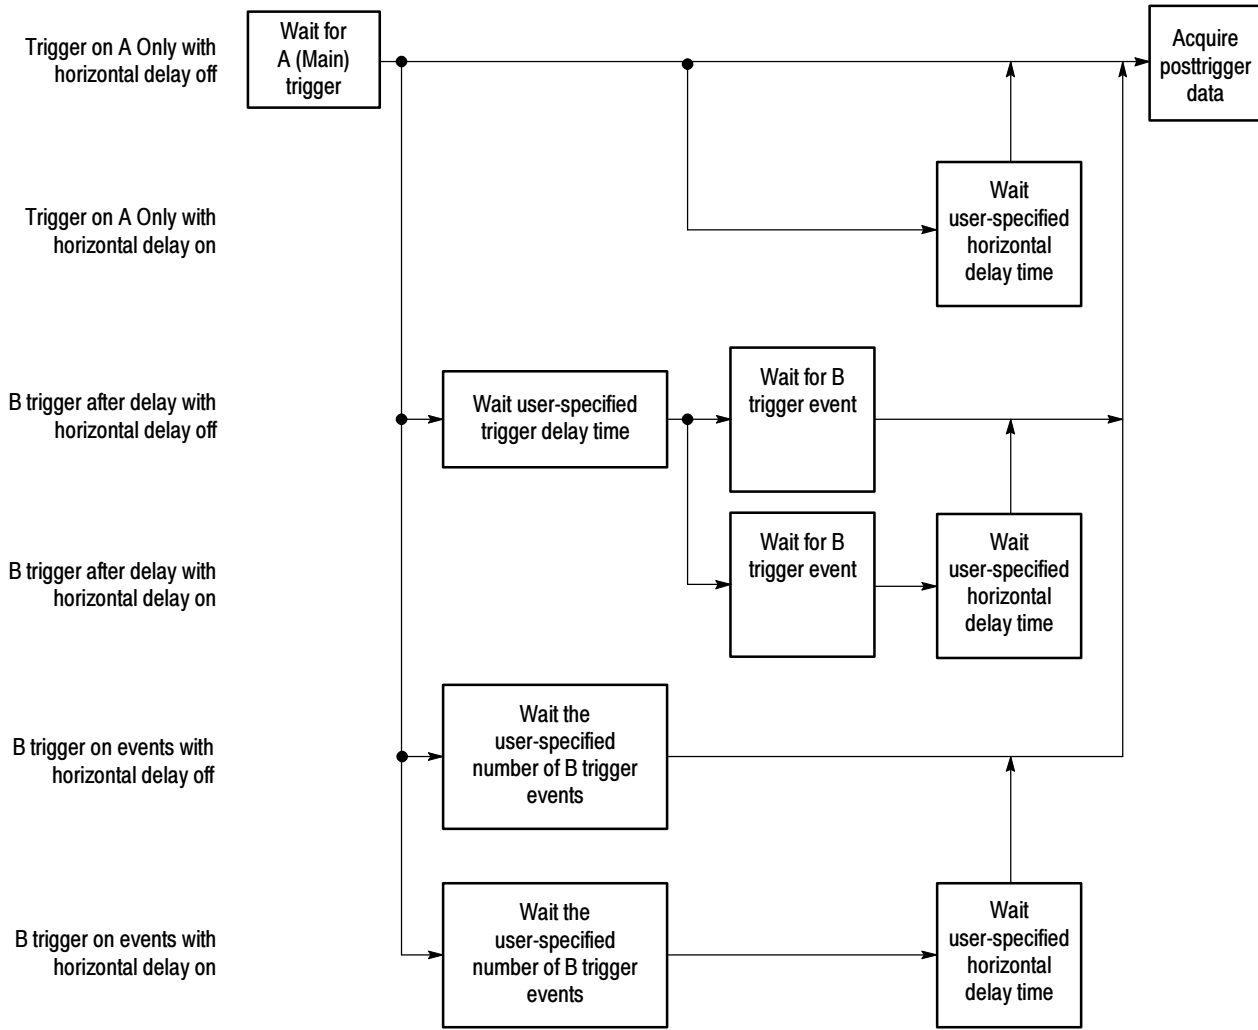 Trigger on A Only with
horizontal delay off
Wait for
A (Main)
trigger
Acquire
posttrigger
data
Trigger on A Only with
horizontal delay on
Wait
user-specified
horizontal
delay time
B trigger after delay with
horizontal delay off
Wait user-specified
trigger delay time
Wait for B
trigger event
B trigger after delay with
horizontal delay on
Wait for B
trigger event
Wait
user-specified
horizontal
delay time
B trigger on events with
horizontal delay off
Wait the
user-specified
number of B trigger
events
B trigger on events with
horizontal delay on
Wait the
user-specified
number of B trigger
events
Wait
user-specified
horizontal
delay time